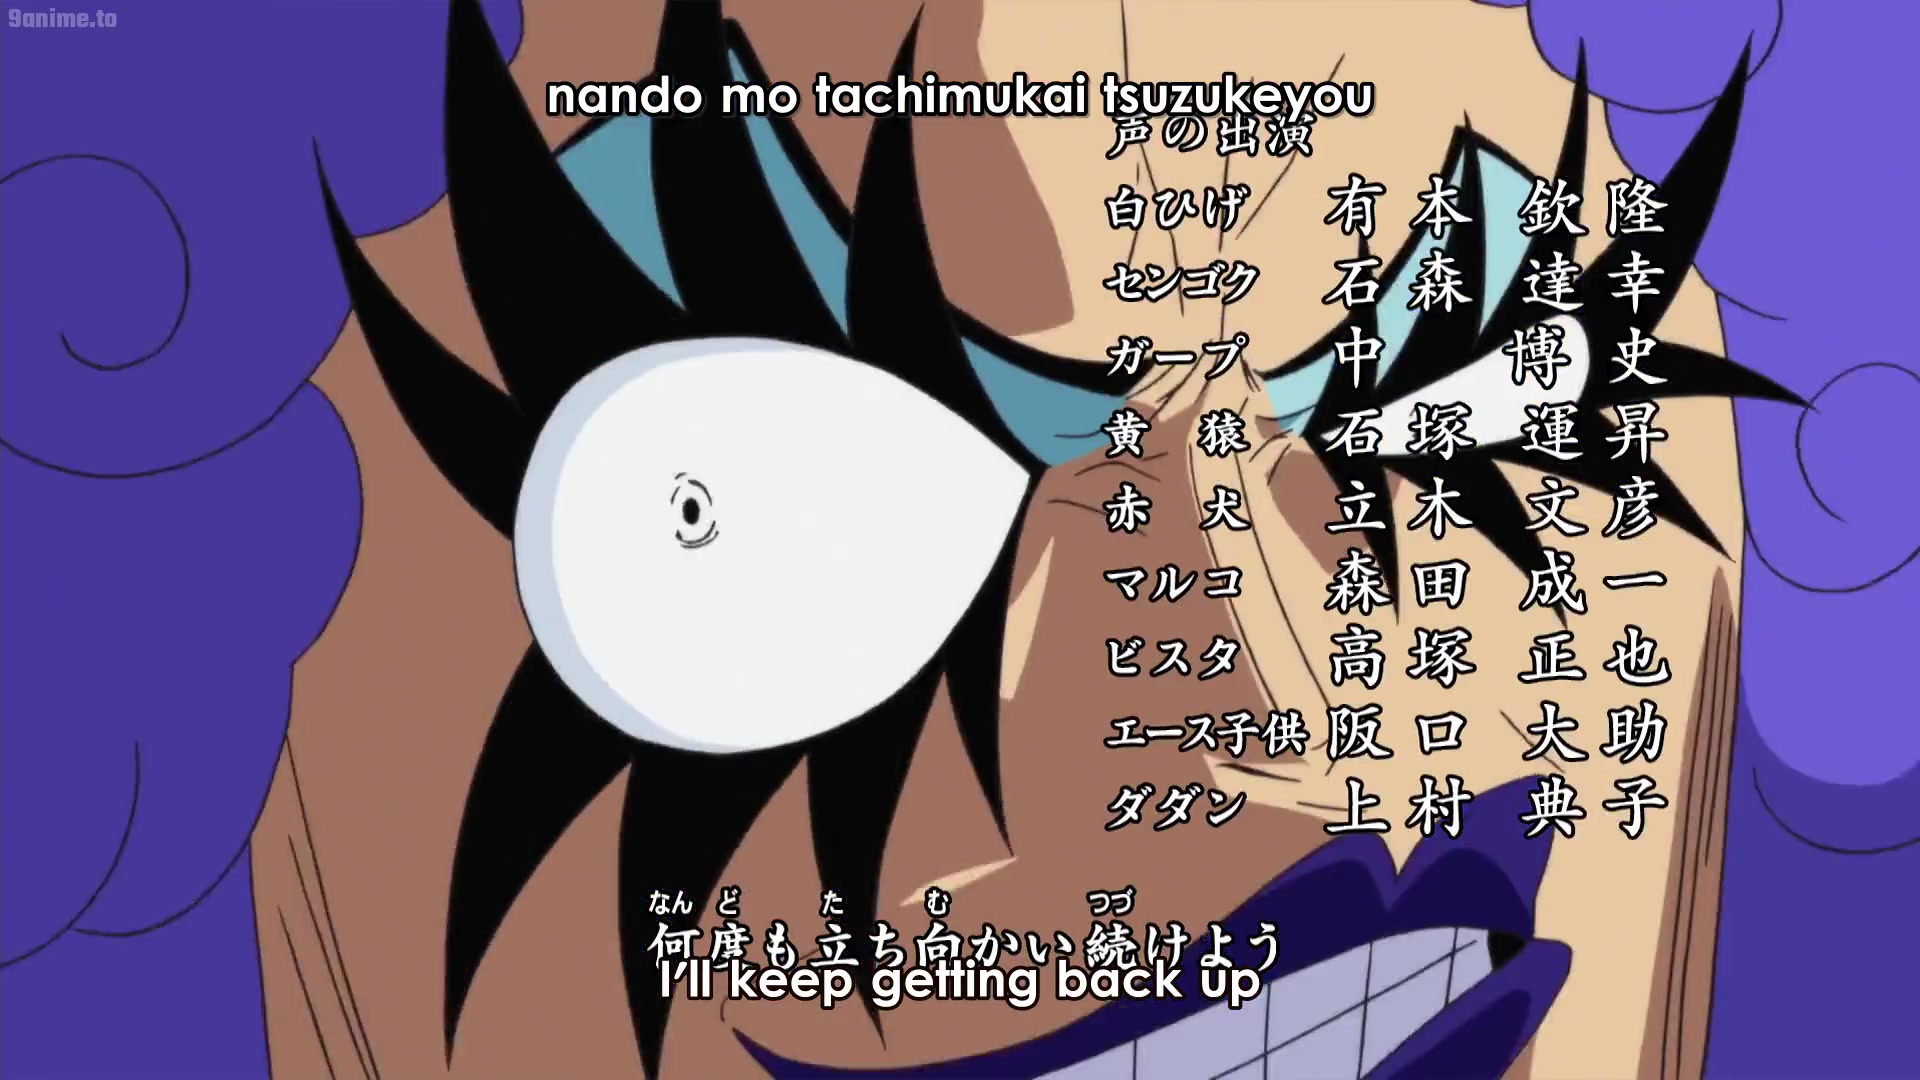 9anime.to
nando mo tachimukai tsuzukeyou
声の出演
白ひげ 有本 欽隆
センゴク 石森 達幸
ガープ 中 博史
黄猿 石塚 運昇
赤犬 立木 文彦
マルコ 森田 成一
ビスタ 高塚 正也
エース子供 阪口 大助
ダダン 上村 典子
なん ど た む つづ
何度も立ち向かい続けよう
I'll keep getting back up